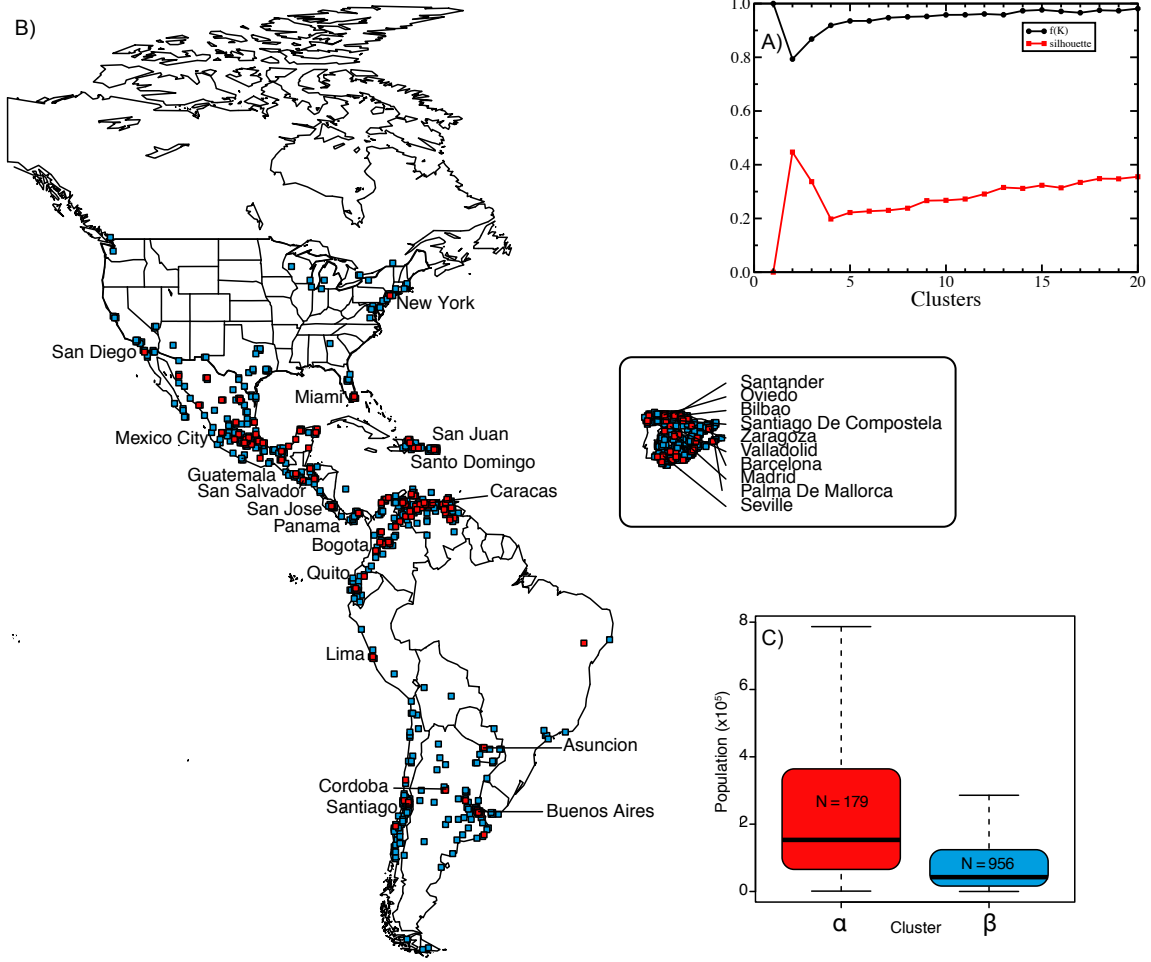 B)
1.0
A)
f(K)
silhouette
0.8
0.6
0.4
0.2
0.0
0
5
10
15
20
Clusters
New York
San Diego
Miami
Mexico City
San Juan
Santo Domingo
Guatemala
San Salvador
Caracas
San Jose
Panama
Bogota
Quito
Lima
Asuncion
Cordoba
Santiago
Buenos Aires
Santander
Oviedo
Bilbao
Santiago De Compostela
Zaragoza
Valladolid
Barcelona
Madrid
Palma De Mallorca
Seville
C)
8
6
4
2
0
Population (x10⁵)
N = 179
N = 956
α
Cluster
β